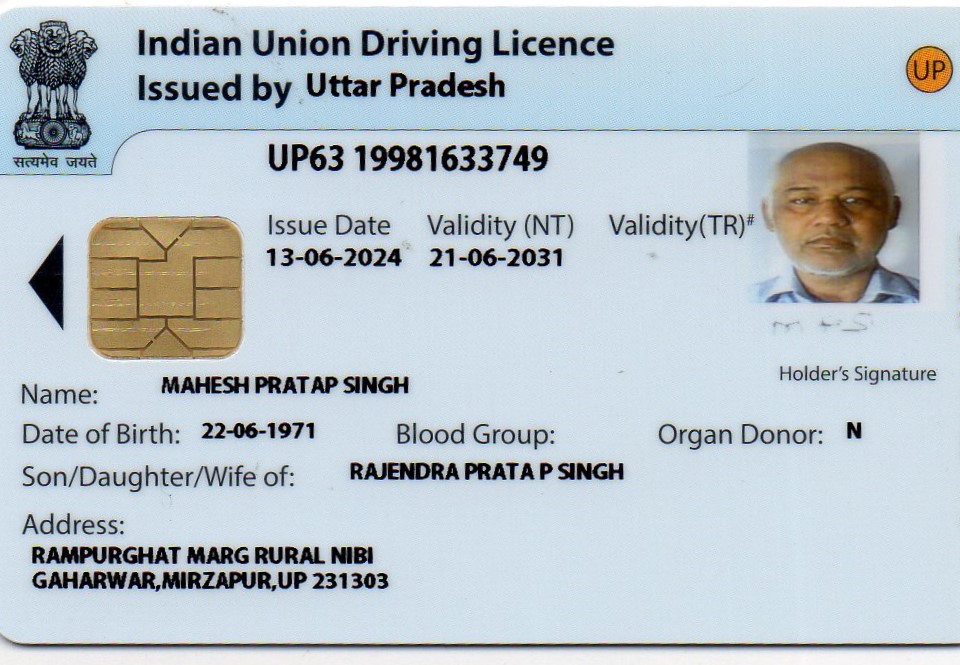 Indian Union Driving Licence
Issued by Uttar Pradesh
UP
सत्यमेव जयते
UP63 19981633749
Issue Date Validity (NT) Validity(TR)#
13-06-2024 21-06-2031
Holder's Signature
Name: MAHESH PRATAP SINGH
Date of Birth: 22-06-1971 Blood Group: Organ Donor: N
Son/Daughter/Wife of: RAJENDRA PRATA P SINGH
Address:
RAMPURGHAT MARG RURAL NIBI
GAHARWAR,MIRZAPUR,UP 231303